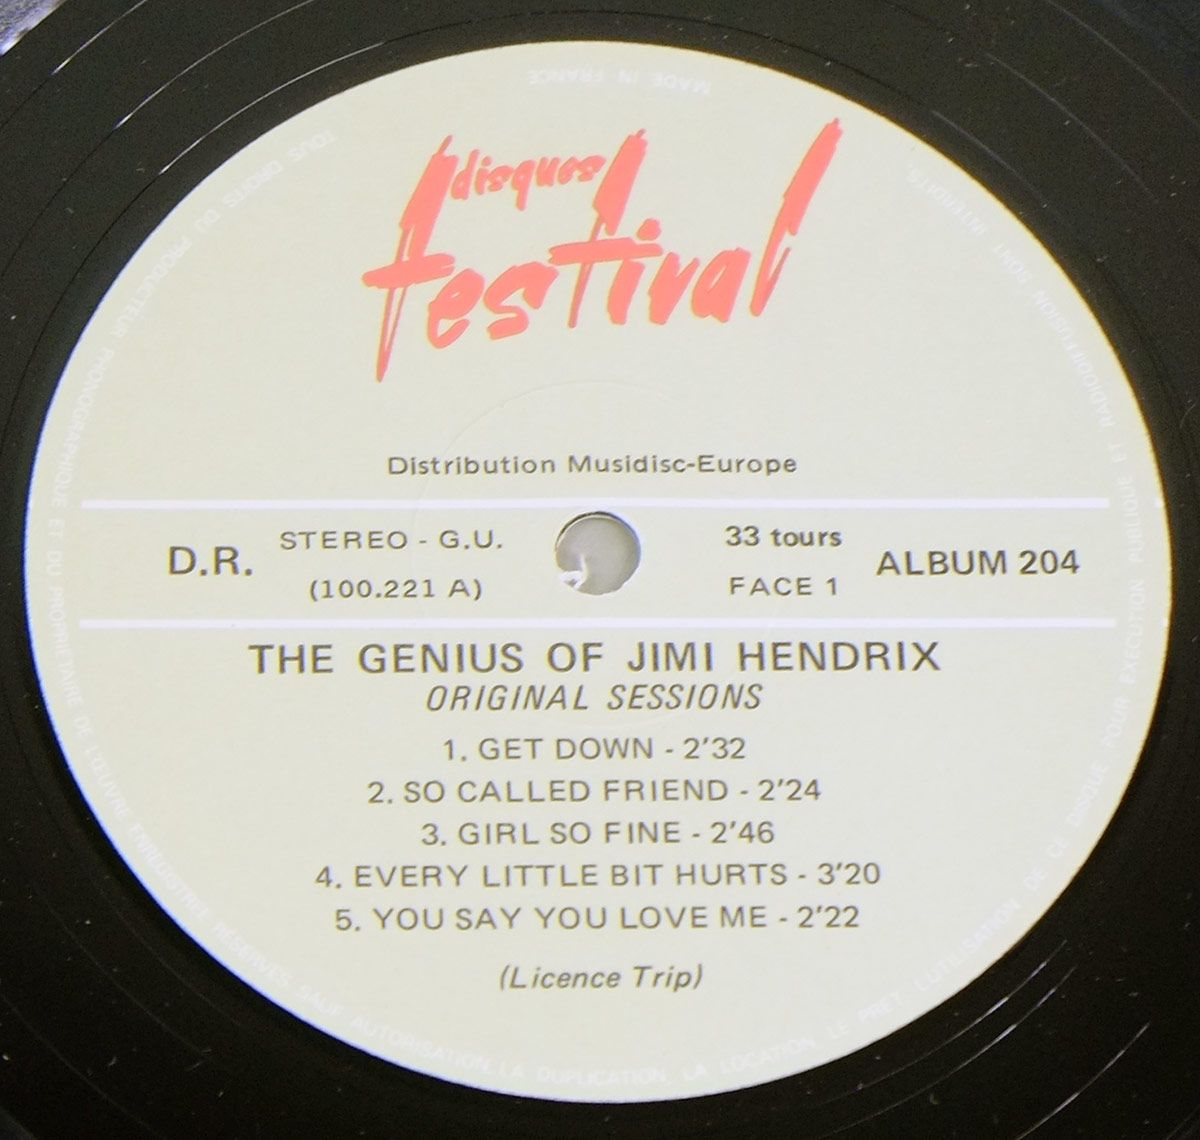 disques
festival
Distribution Musidisc-Europe
D.R.
STEREO - G.U.
(100.221 A)
33 tours
FACE 1
ALBUM 204
THE GENIUS OF JIMI HENDRIX
ORIGINAL SESSIONS
1. GET DOWN - 2'32
2. SO CALLED FRIEND - 2'24
3. GIRL SO FINE - 2'46
4. EVERY LITTLE BIT HURTS - 3'20
5. YOU SAY YOU LOVE ME - 2'22
(Licence Trip)
MADE IN FRANCE
TOUS DROITS DU PRODUCTEUR PHONOGRAPHIQUE ET DU PROPRIETAIRE DE L'ŒUVRE ENREGISTREE RESERVES SAUF AUTORISATION LA DUPLICATION, LA LOCATION, LE PRET, L'UTILISATION DE CE DISQUE POUR EXECUTION PUBLIQUE ET RADIODIFFUSION SONT INTERDITS.